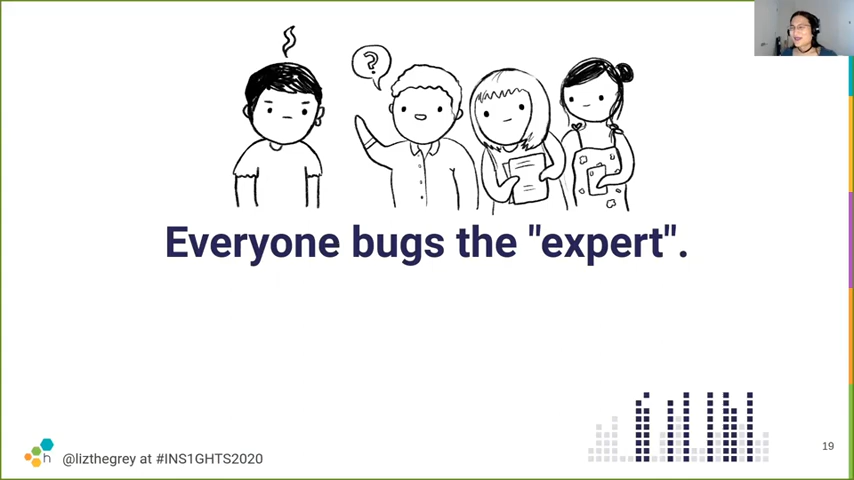 ?
Everyone bugs the "expert".
h
@lizthegrey at #INS1GHTS2020
19